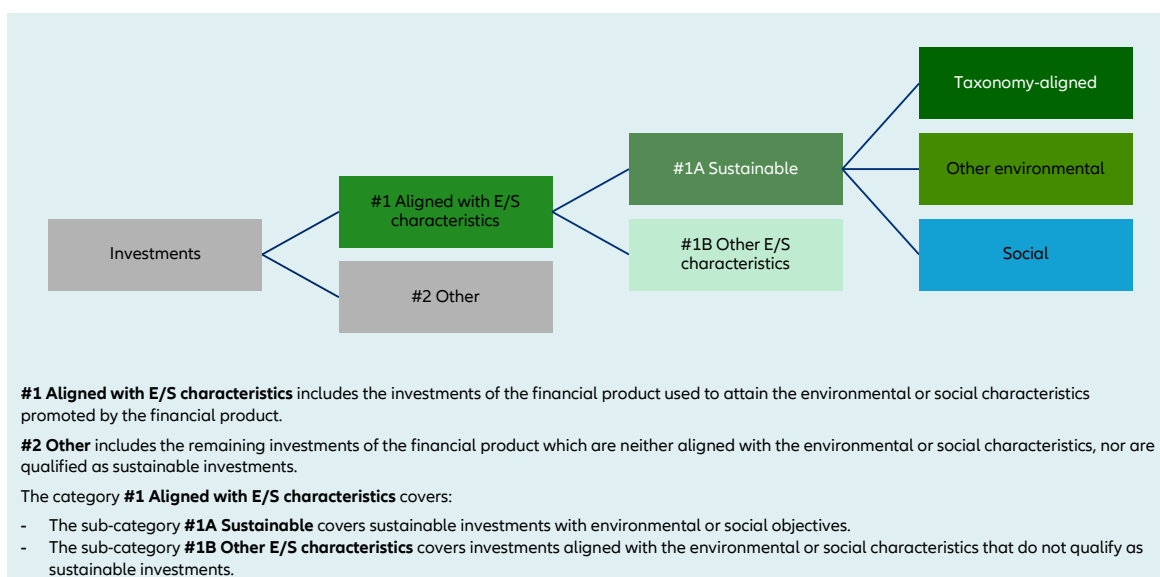 Taxonomy-aligned
#1A Sustainable
Other environmental
#1 Aligned with E/S
characteristics
Investments
#1B Other E/S
characteristics
Social
#2 Other
#1 Aligned with E/S characteristics includes the investments of the financial product used to attain the environmental or social characteristics
promoted by the financial product.
#2 Other includes the remaining investments of the financial product which are neither aligned with the environmental or social characteristics, nor are
qualified as sustainable investments.
The category #1 Aligned with E/S characteristics covers:
- The sub-category #1A Sustainable covers sustainable investments with environmental or social objectives.
- The sub-category #1B Other E/S characteristics covers investments aligned with the environmental or social characteristics that do not qualify as
sustainable investments.